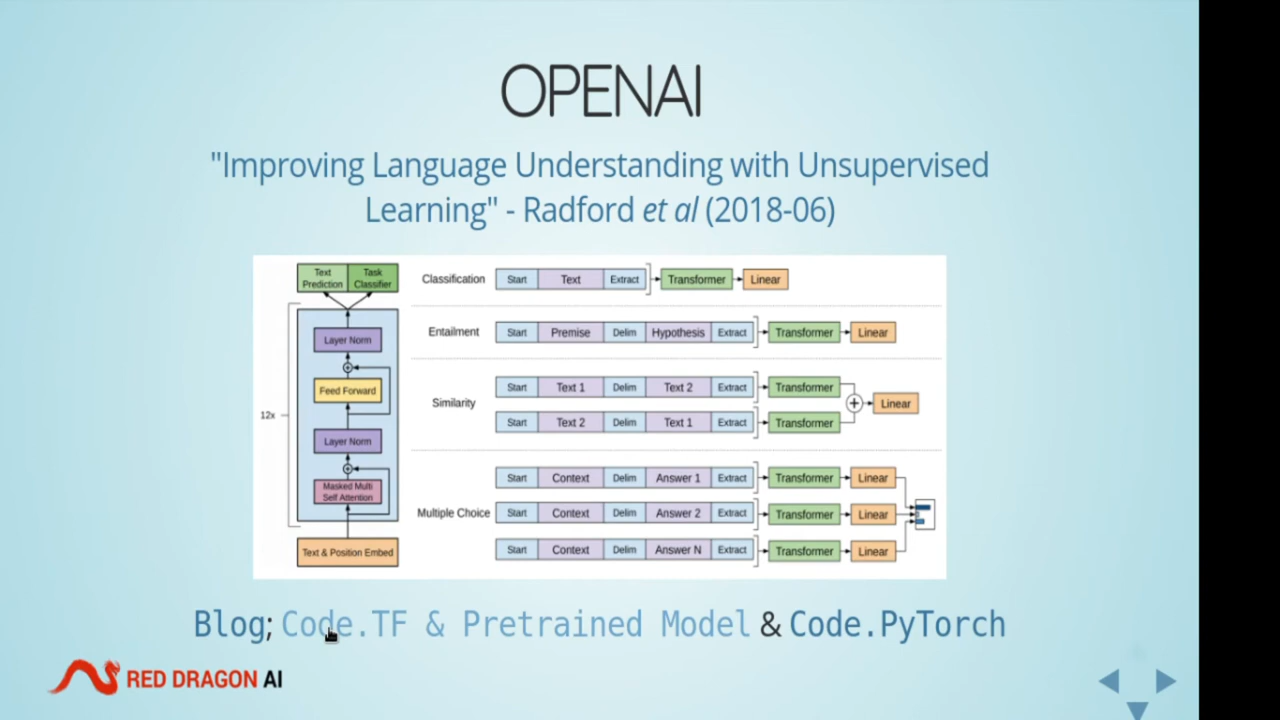 OPENAI
"Improving Language Understanding with Unsupervised
Learning" - Radford et al (2018-06)
Text
Prediction
Task
Classifier
12x
Layer Norm
Feed Forward
Layer Norm
Masked Multi
Self Attention
Text & Position Embed
Classification Start Text Extract Transformer Linear
Entailment Start Premise Delim Hypothesis Extract Transformer Linear
Similarity
Start Text 1 Delim Text 2 Extract Transformer
Linear
Start Text 2 Delim Text 1 Extract Transformer
Start Context Delim Answer 1 Extract Transformer Linear
Multiple Choice Start Context Delim Answer 2 Extract Transformer Linear
Start Context Delim Answer N Extract Transformer Linear
Blog; Code.TF & Pretrained Model & Code.PyTorch
RED DRAGON AI